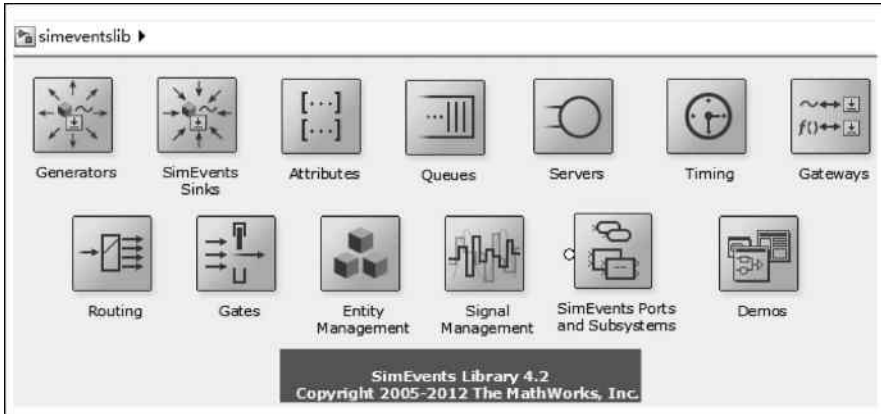 simeventslib
[...]
[...]
f()
Generators
SimEvents
Sinks
Attributes
Queues
Servers
Timing
Gateways
Routing
Gates
Entity
Management
Signal
Management
SimEvents Ports
and Subsystems
Demos
SimEvents Library 4.2
Copyright 2005-2012 The MathWorks, Inc.